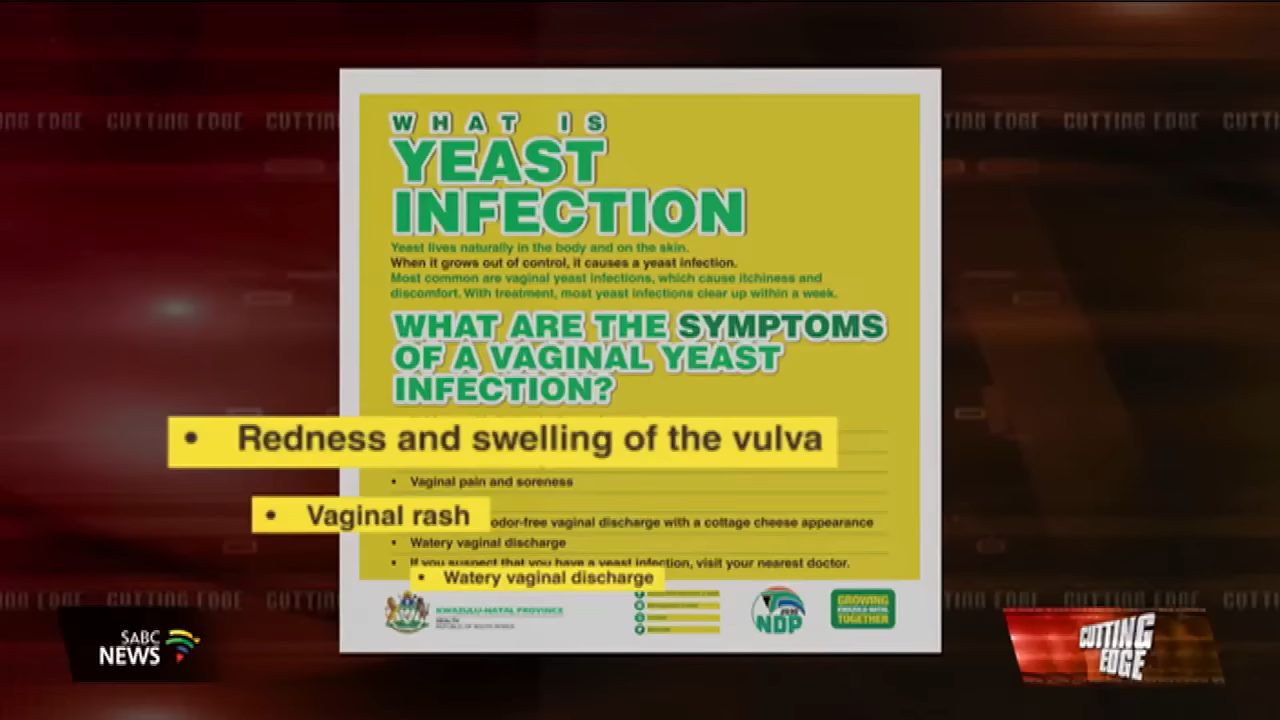 CUTTING EDGE
CUTTING EDGE
WHAT IS
YEAST
INFECTION
Yeast lives naturally in the body and on the skin.
When it grows out of control, it causes a yeast infection.
Most common are vaginal yeast infections, which cause itchiness and
discomfort. With treatment, most yeast infections clear up within a week.
WHAT ARE THE SYMPTOMS
OF A VAGINAL YEAST
INFECTION?
• Redness and swelling of the vulva
• Vaginal pain and soreness
• Vaginal rash
odor-free vaginal discharge with a cottage cheese appearance
• Watery vaginal discharge
• If you suspect that you have a yeast infection, visit your nearest doctor.
• Watery vaginal discharge
KWAZULU-NATAL PROVINCE
HEALTH
REPUBLIC OF SOUTH AFRICA
2030
NDP
GROWING
KWAZULU-NATAL
TOGETHER
SABC
NEWS
CUTTING
EDGE